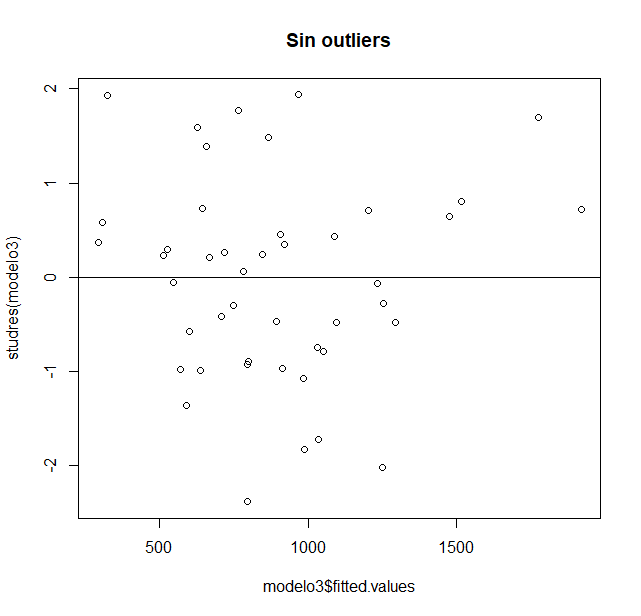 Sin outliers
studres(modelo3)
2
1
0
-1
-2
500
1000
1500
modelo3$fitted.values